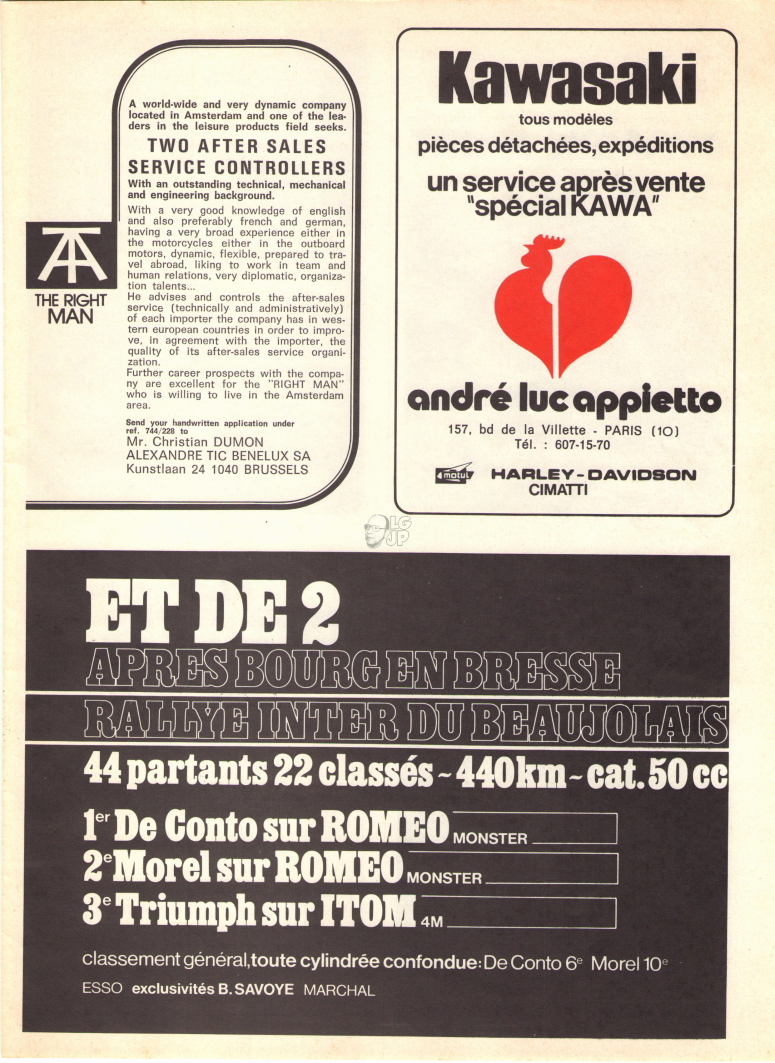 A world-wide and very dynamic company
located in Amsterdam and one of the lea-
ders in the leisure products field seeks.
TWO AFTER SALES
SERVICE CONTROLLERS
With an outstanding technical, mechanical
and engineering background.
With a very good knowledge of english
and also preferably french and german,
having a very broad experience either in
the motorcycles either in the outboard
motors, dynamic, flexible, prepared to tra-
vel abroad, liking to work in team and
human relations, very diplomatic, organiza-
tion talents...
He advises and controls the after-sales
service (technically and administratively)
of each importer the company has in wes-
tern european countries in order to impro-
ve, in agreement with the importer, the
quality of its after-sales service organi-
zation.
Further career prospects with the compa-
ny are excellent for the "RIGHT MAN"
who is willing to live in the Amsterdam
area.
Send your handwritten application under
ref. 744/228 to
Mr. Christian DUMON
ALEXANDRE TIC BENELUX SA
Kunstlaan 24 1040 BRUSSELS
THE RIGHT
MAN
Kawasaki
tous modèles
pièces détachées, expéditions
un service après vente
"spécial KAWA"
andré luc appietto
157, bd de la Villette - PARIS (10)
Tél. : 607-15-70
motul HARLEY-DAVIDSON
CIMATTI
LG
JP
ET DE 2
APRES BOURG EN BRESSE
RALLYE INTER DU BEAUJOLAIS
44 partants 22 classés ~ 440km ~ cat. 50 cc
1er De Conto sur ROMEO MONSTER
2e Morel sur ROMEO MONSTER
3e Triumph sur ITOM 4M
classement général, toute cylindrée confondue: De Conto 6e Morel 10e
ESSO exclusivités B. SAVOYE MARCHAL